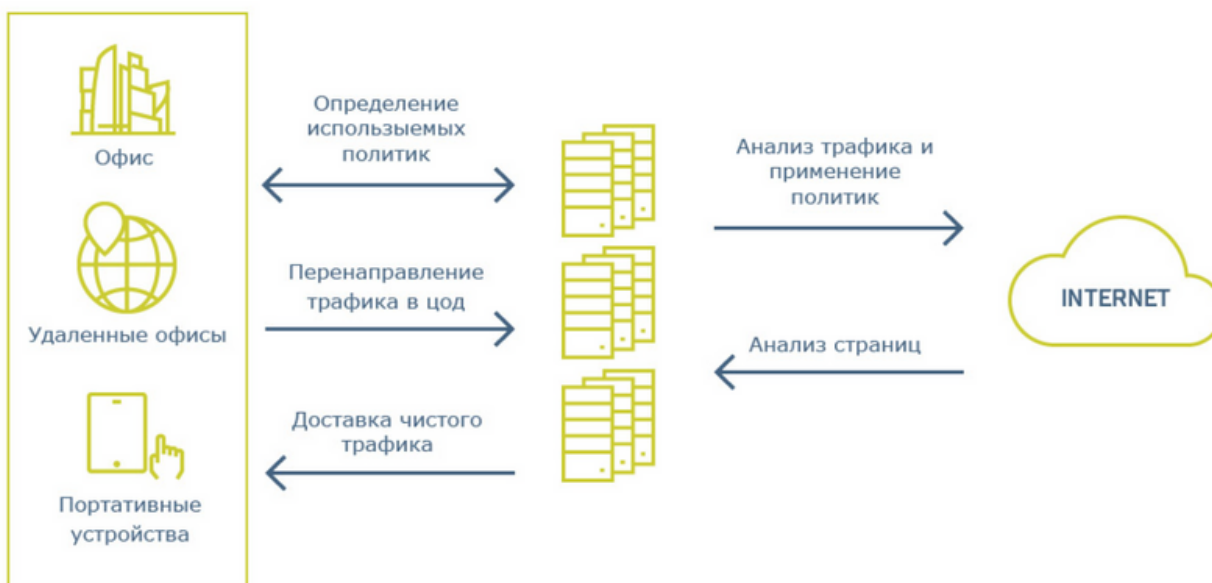 Офис
Удаленные офисы
Портативные
устройства
Определение
использыемых
политик
Перенаправление
трафика в цод
Доставка чистого
трафика
Анализ трафика и
применение
политик
Анализ страниц
INTERNET